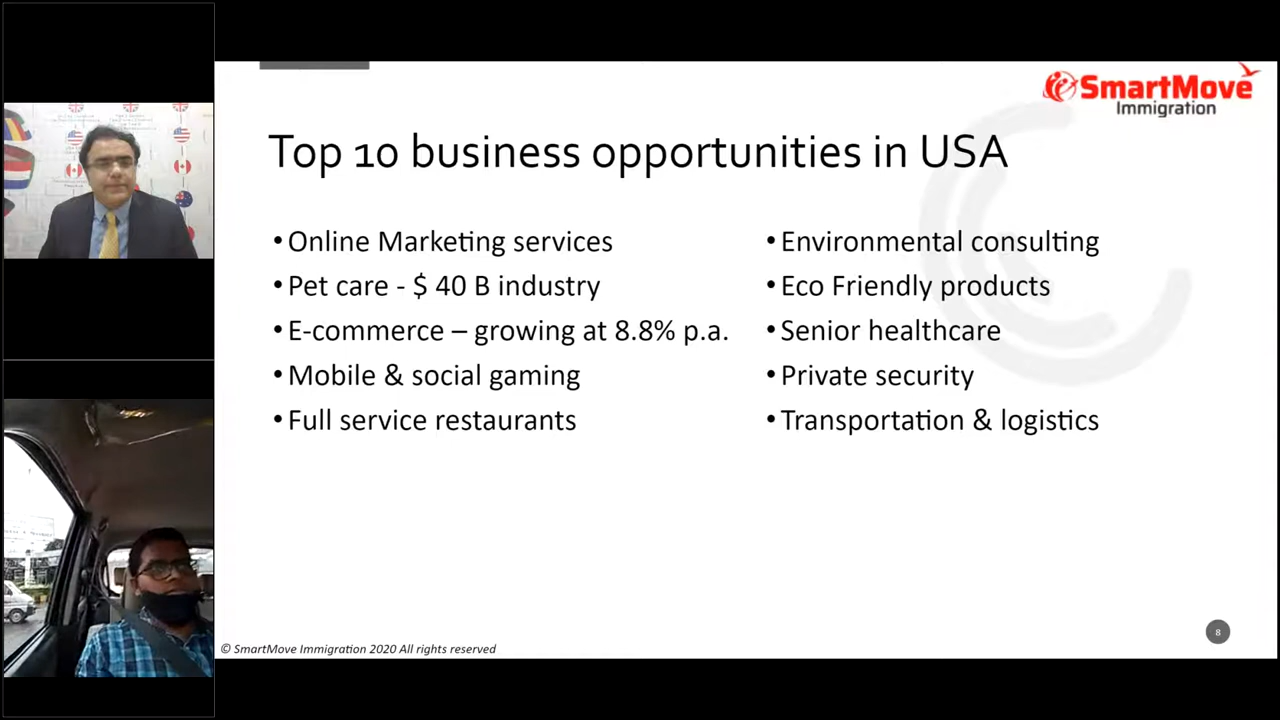 SmartMove
Immigration
Top 10 business opportunities in USA
• Online Marketing services
• Pet care - $ 40 B industry
• E-commerce – growing at 8.8% p.a.
• Mobile & social gaming
• Full service restaurants
• Environmental consulting
• Eco Friendly products
• Senior healthcare
• Private security
• Transportation & logistics
8
© SmartMove Immigration 2020 All rights reserved